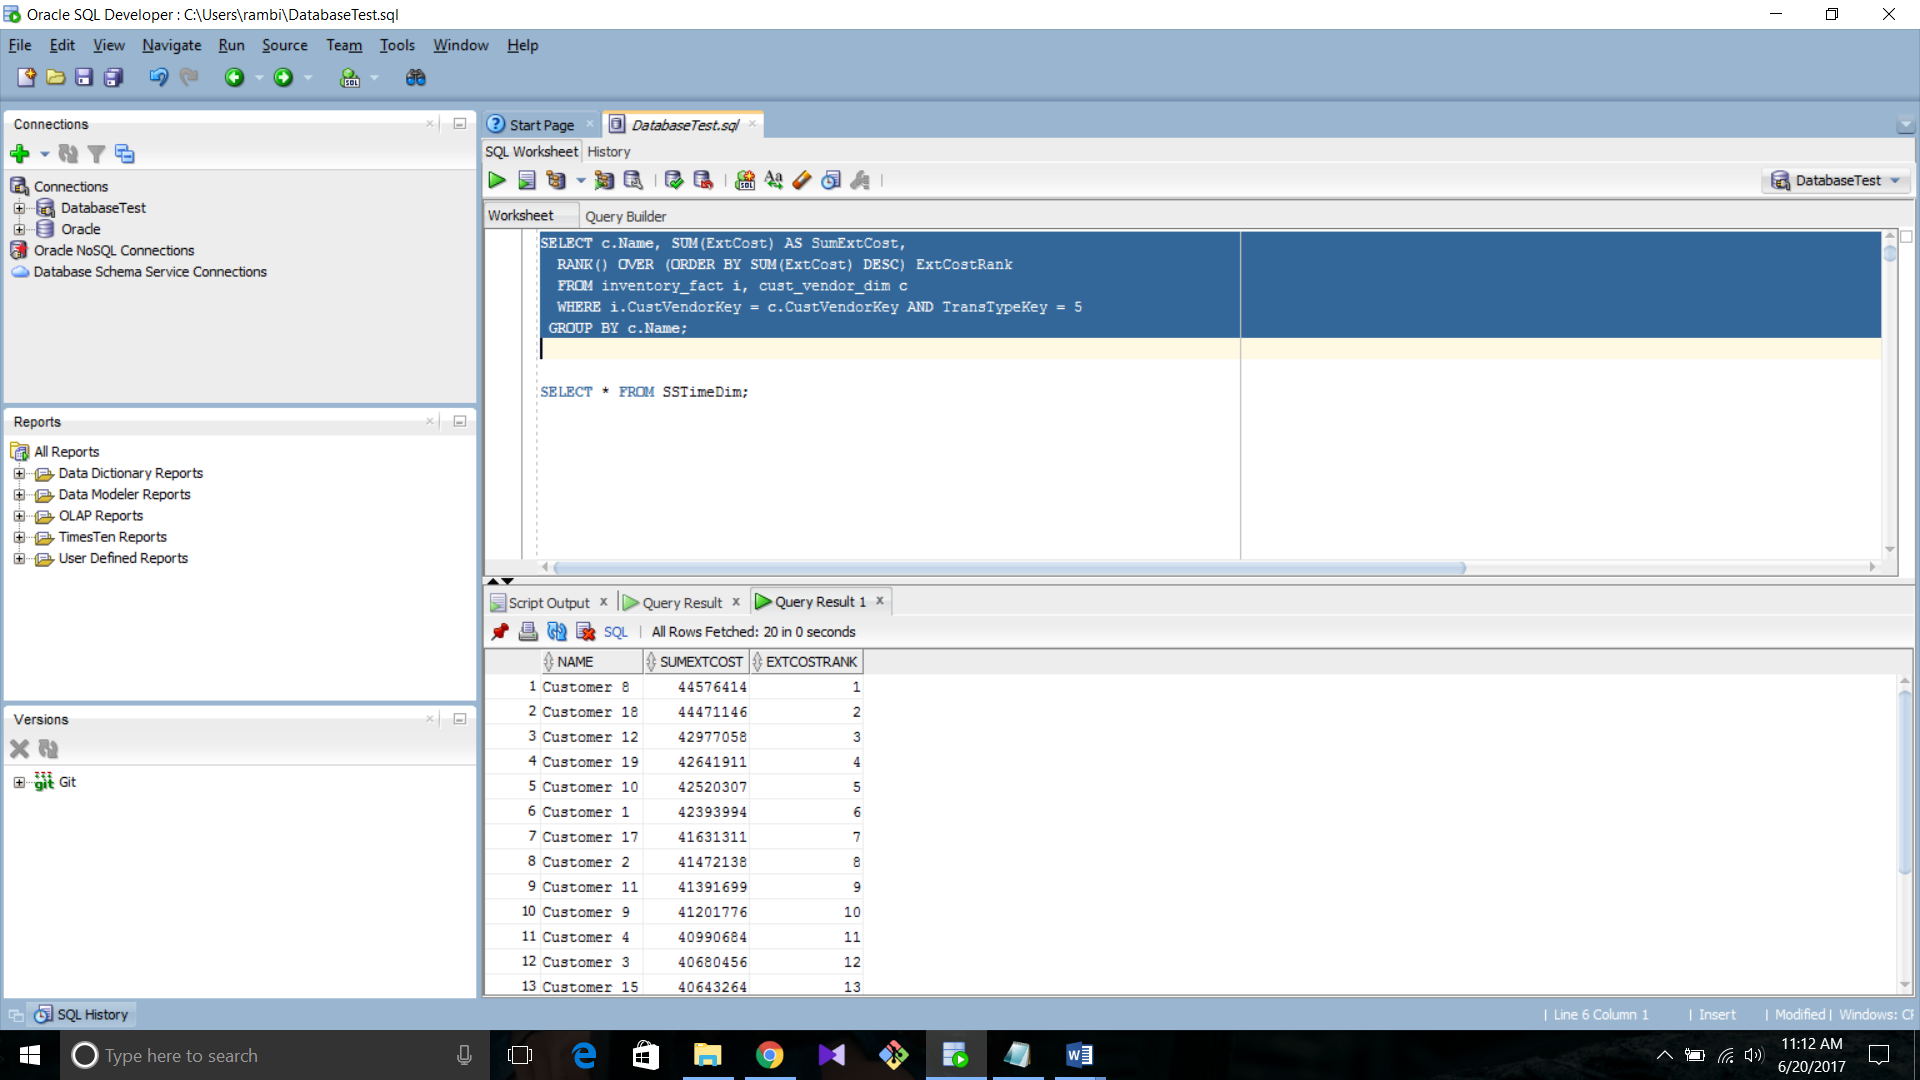 Oracle SQL Developer : C:\Users\rambi\DatabaseTest.sql
File Edit View Navigate Run Source Team Tools Window Help
Connections
Connections
DatabaseTest
Oracle
Oracle NoSQL Connections
Database Schema Service Connections
Reports
All Reports
Data Dictionary Reports
Data Modeler Reports
OLAP Reports
TimesTen Reports
User Defined Reports
Versions
git Git
Start Page DatabaseTest.sql
SQL Worksheet History
DatabaseTest
Worksheet Query Builder
SELECT c.Name, SUM(ExtCost) AS SumExtCost,
RANK() OVER (ORDER BY SUM(ExtCost) DESC) ExtCostRank
FROM inventory_fact i, cust_vendor_dim c
WHERE i.CustVendorKey = c.CustVendorKey AND TransTypeKey = 5
GROUP BY c.Name;
SELECT * FROM SSTimeDim;
Script Output x Query Result x Query Result 1 x
SQL | All Rows Fetched: 20 in 0 seconds
NAME SUMEXTCOST EXTCOSTRANK
1 Customer 8 44576414 1
2 Customer 18 44471146 2
3 Customer 12 42977058 3
4 Customer 19 42641911 4
5 Customer 10 42520307 5
6 Customer 1 42393994 6
7 Customer 17 41631311 7
8 Customer 2 41472138 8
9 Customer 11 41391699 9
10 Customer 9 41201776 10
11 Customer 4 40990684 11
12 Customer 3 40680456 12
13 Customer 15 40643264 13
SQL History
| Line 6 Column 1 | Insert | Modified | Windows: CF
Type here to search
11:12 AM
6/20/2017